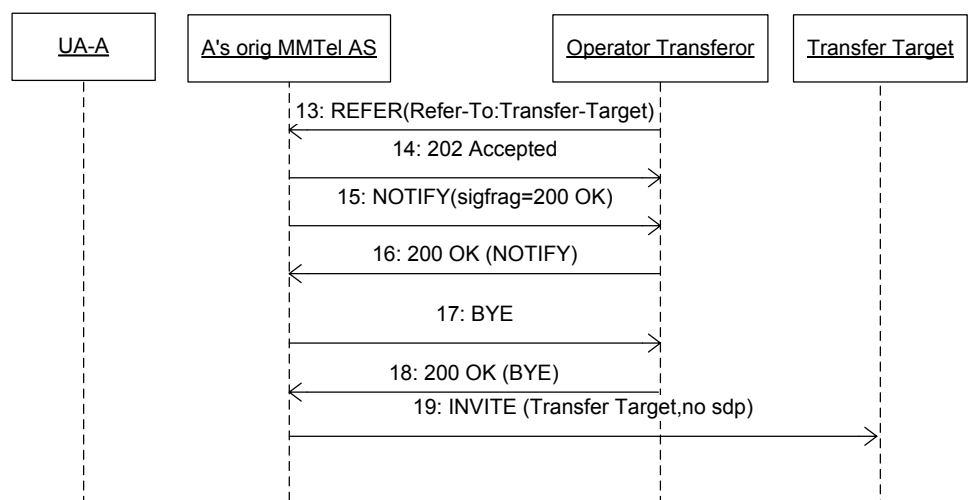 UA-A
A's orig MMTel AS
Operator Transferor
Transfer Target
13: REFER(Refer-To:Transfer-Target)
14: 202 Accepted
15: NOTIFY(sigfrag=200 OK)
16: 200 OK (NOTIFY)
17: BYE
18: 200 OK (BYE)
19: INVITE (Transfer Target,no sdp)